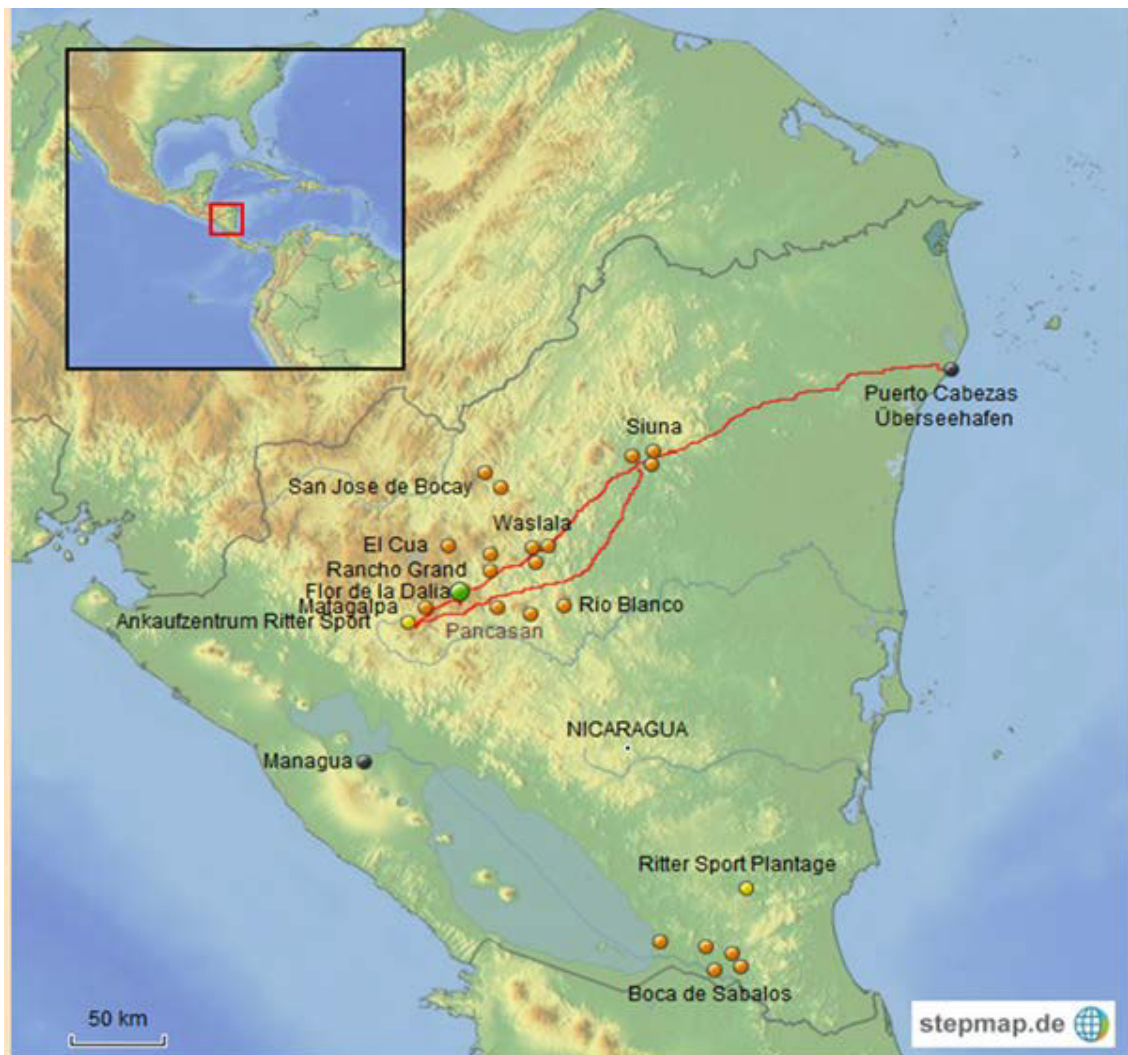 Puerto Cabezas
Überseehafen
Siuna
San Jose de Bocay
Waslala
El Cua
Rancho Grand
Flor de la Dalia
Matagalpa
Rio Blanco
Ankaufzentrum Ritter Sport
Pancasan
NICARAGUA
Managua
Ritter Sport Plantage
Boca de Sabalos
50 km
stepmap.de